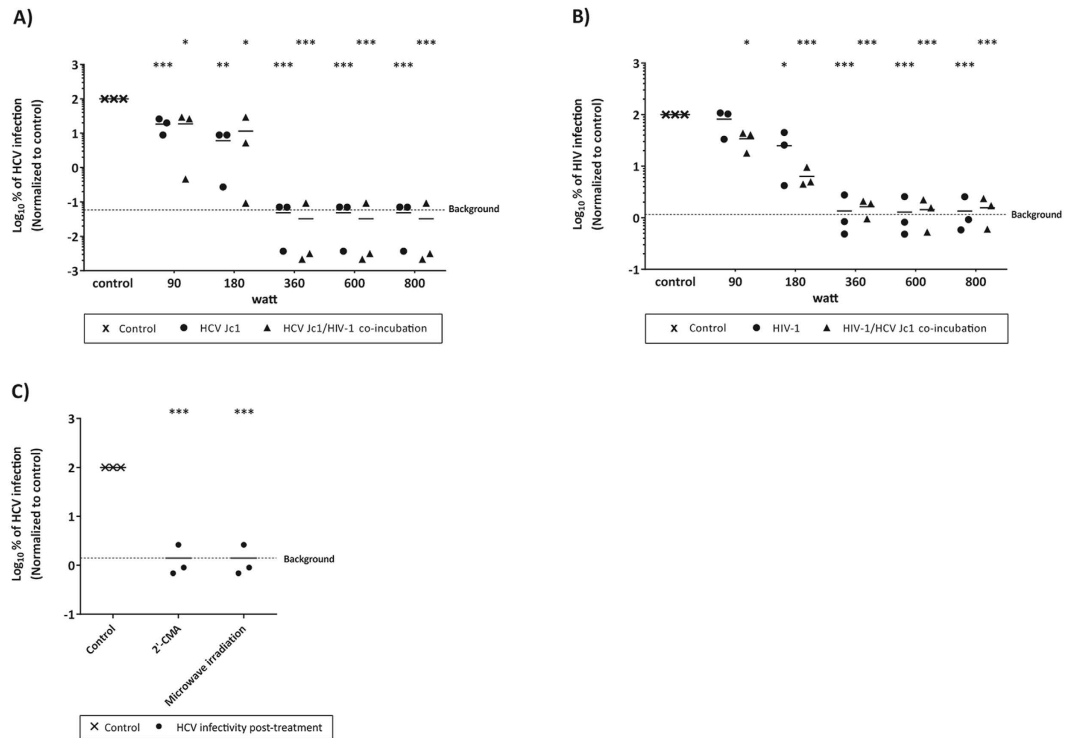 A)
* * *** *** ***
*** ** *** *** ***
Log10 % of HCV infection
(Normalized to control)
3
2
1
0
-1
-2
-3
Background
control 90 180 360 600 800
watt
x Control ● HCV Jc1 ▲ HCV Jc1/HIV-1 co-incubation
B)
* *** *** *** ***
* *** *** ***
Log10 % of HIV infection
(Normalized to control)
3
2
1
0
-1
Background
control 90 180 360 600 800
watt
x Control ● HIV-1 ▲ HIV-1/HCV Jc1 co-incubation
C)
*** ***
Log10 % of HCV infection
(Normalized to control)
3
2
1
0
-1
Background
Control
2'-CMA
Microwave irradiation
× Control ● HCV infectivity post-treatment